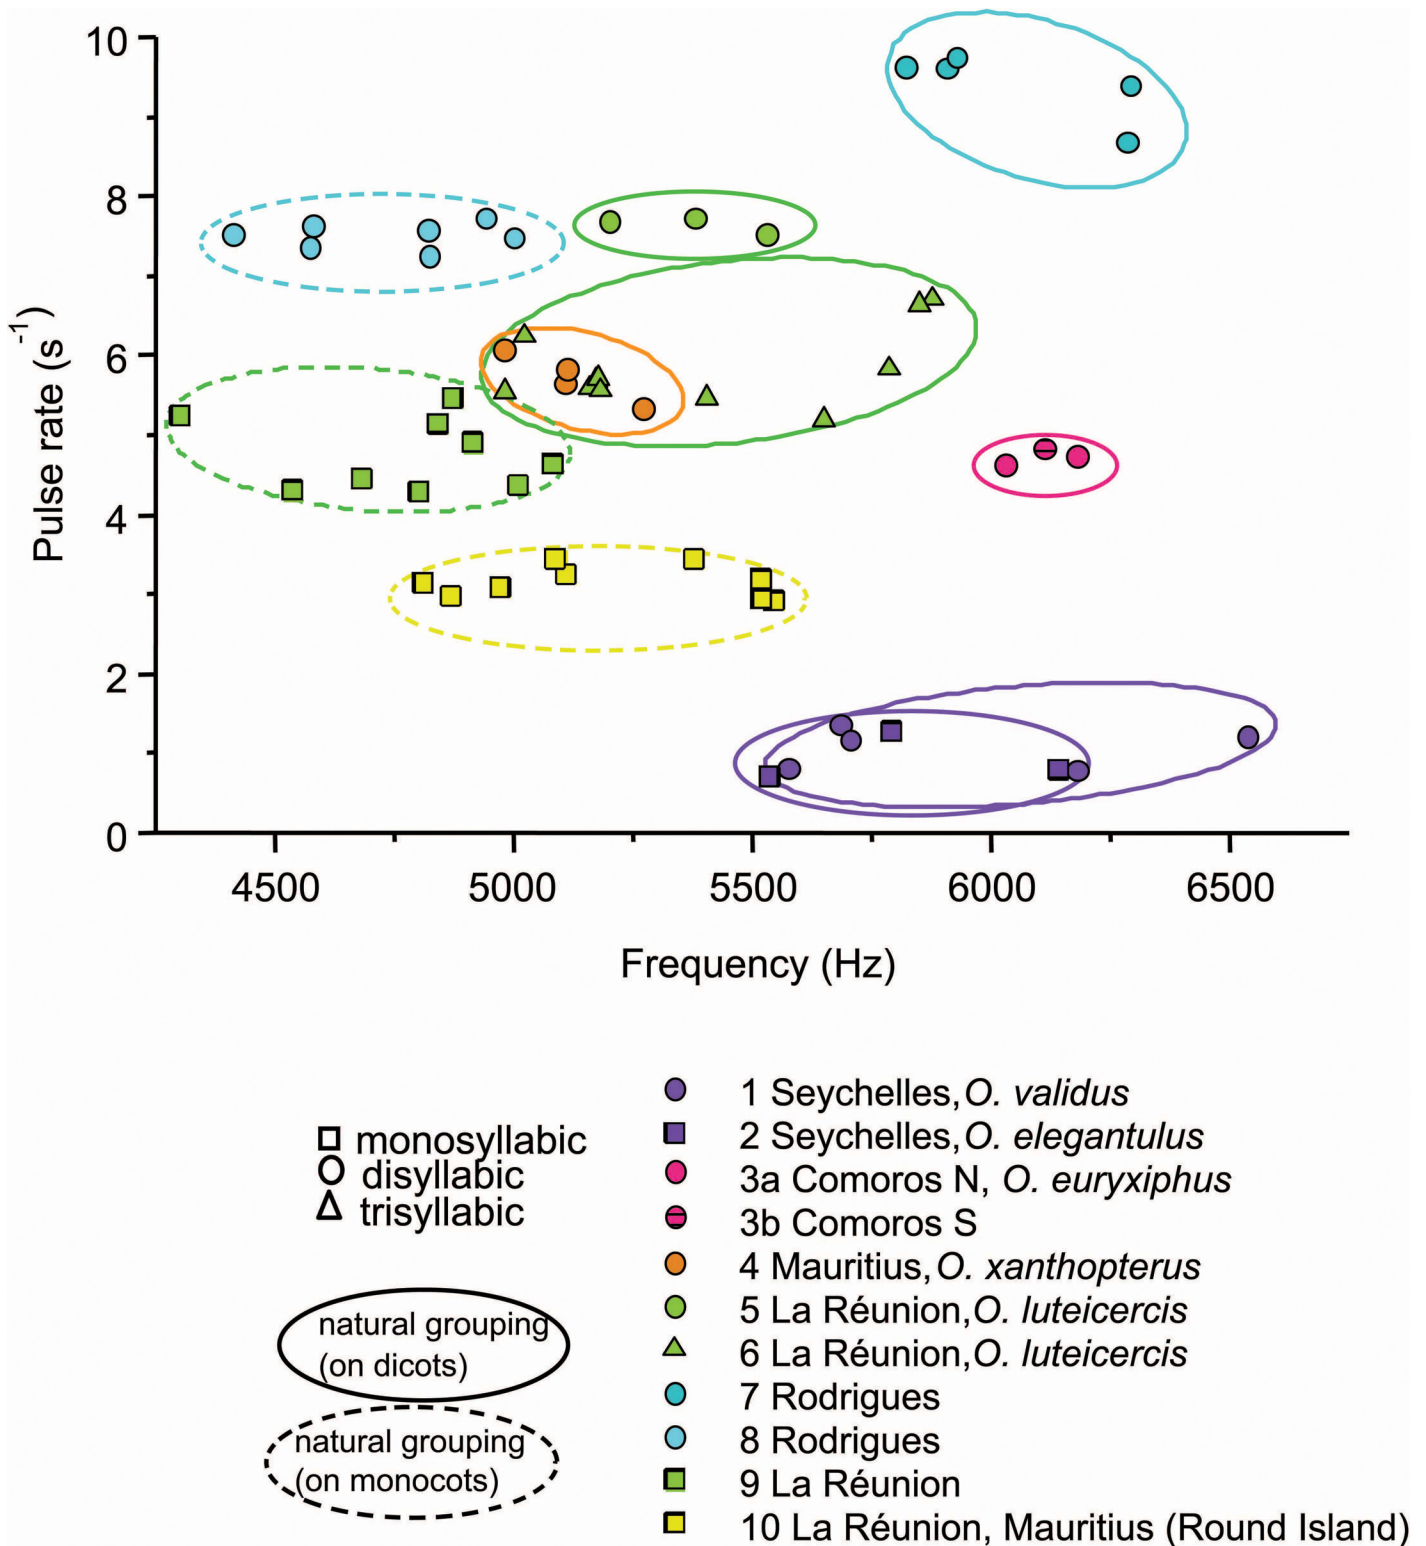 10
8
6
4
2
0
Pulse rate (s-1)
4500 5000 5500 6000 6500
Frequency (Hz)
monosyllabic
disyllabic
trisyllabic
natural grouping
(on dicots)
natural grouping
(on monocots)
1 Seychelles, O. validus
2 Seychelles, O. elegantulus
3a Comoros N, O. euryxiphus
3b Comoros S
4 Mauritius, O. xanthopterus
5 La Réunion, O. luteicercis
6 La Réunion, O. luteicercis
7 Rodrigues
8 Rodrigues
9 La Réunion
10 La Réunion, Mauritius (Round Island)